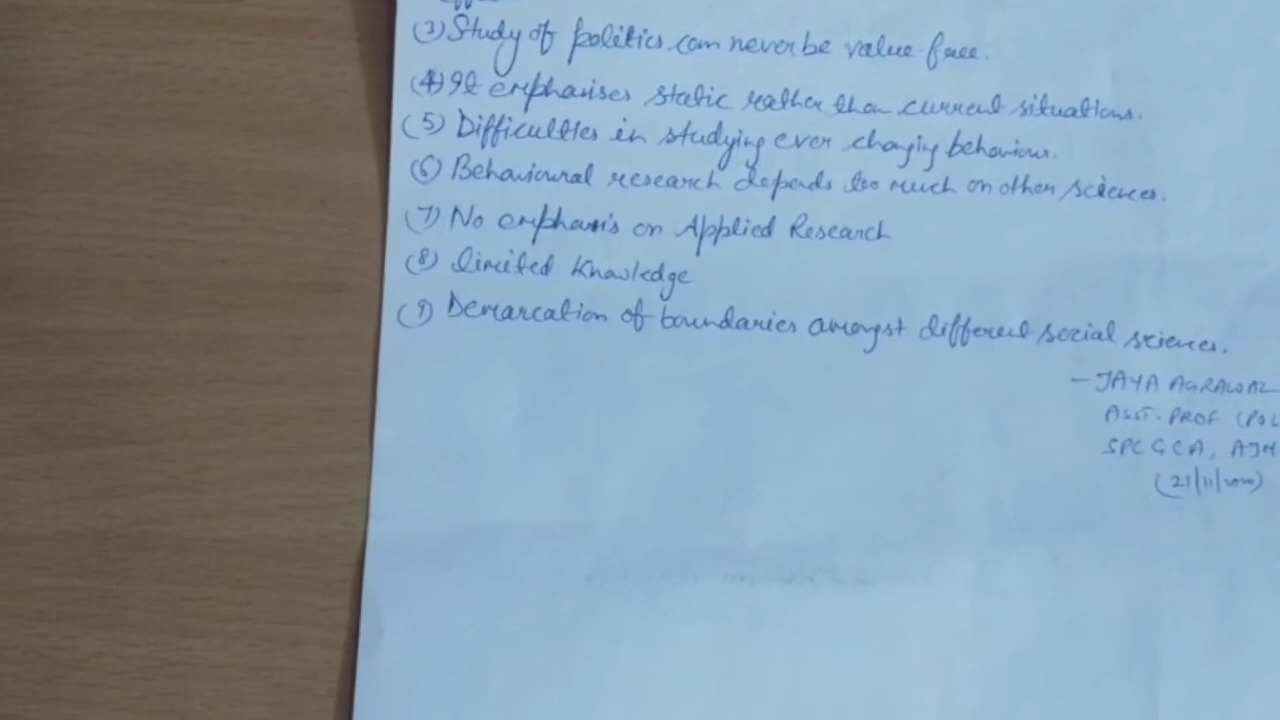 (3) Study of politics can never be value free.
(4) It emphasises static rather than current situations.
(5) Difficulties in studying ever changing behaviour.
(6) Behavioural research depends too much on other sciences.
(7) No emphasis on Applied Research
(8) limited Knowledge
(9) Demarcation of boundaries amongst different social sciences.
- JAYA AGRAWAL
ASST. PROF (POL
SPCGCA, AJM
(21/11/2020)